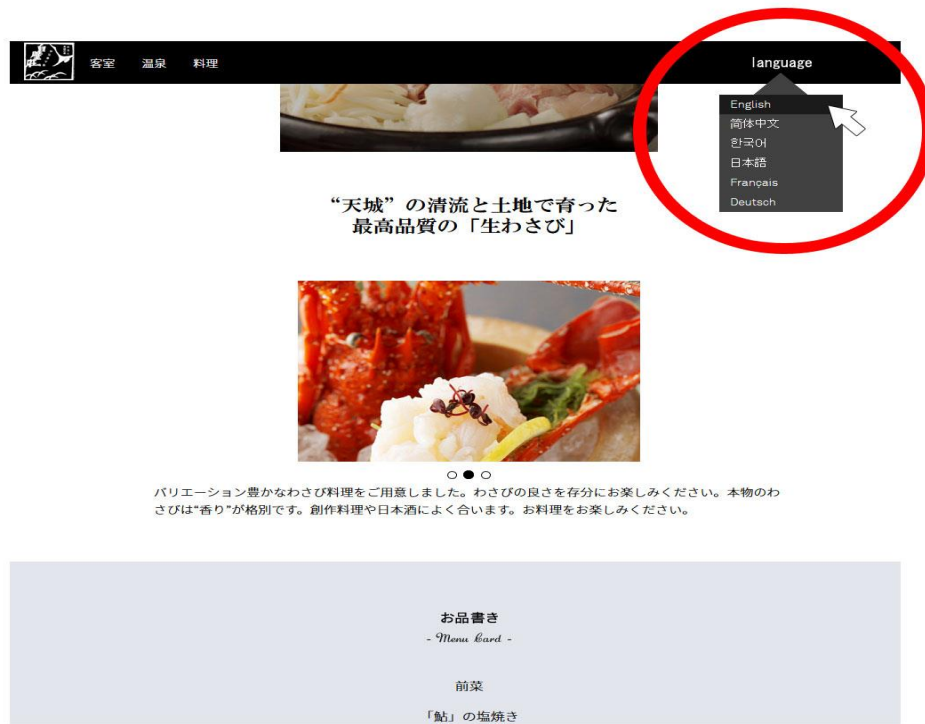 客室 温泉 料理 language
English
简体中文
한국어
日本語
Français
Deutsch
“天城”の清流と土地で育った
最高品質の「生わさび」
バリエーション豊かなわさび料理をご用意しました。わさびの良さを存分にお楽しみください。本物のわ
さびは“香り”が格別です。創作料理や日本酒によく合います。お料理をお楽しみください。
お品書き
- Menu Card -
前菜
「鮎」の塩焼き